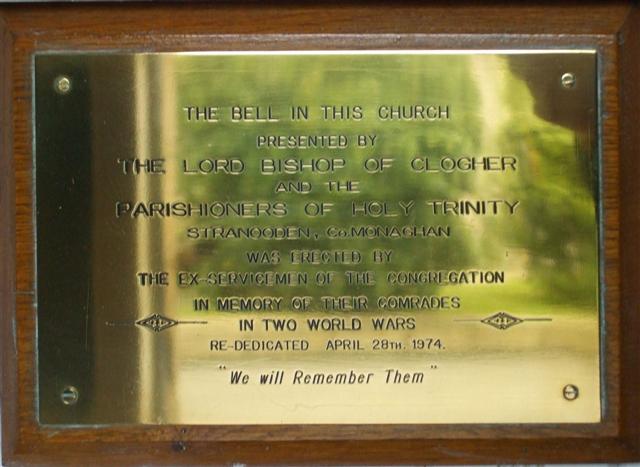 THE BELL IN THIS CHURCH
PRESENTED BY
THE LORD BISHOP OF CLOGHER
AND THE
PARISHIONERS OF HOLY TRINITY
STRANOODEN, Co. MONAGHAN
WAS ERECTED BY
THE EX-SERVICEMEN OF THE CONGREGATION
IN MEMORY OF THEIR COMRADES
IN TWO WORLD WARS
RE-DEDICATED APRIL 28TH. 1974.
"We will Remember Them"